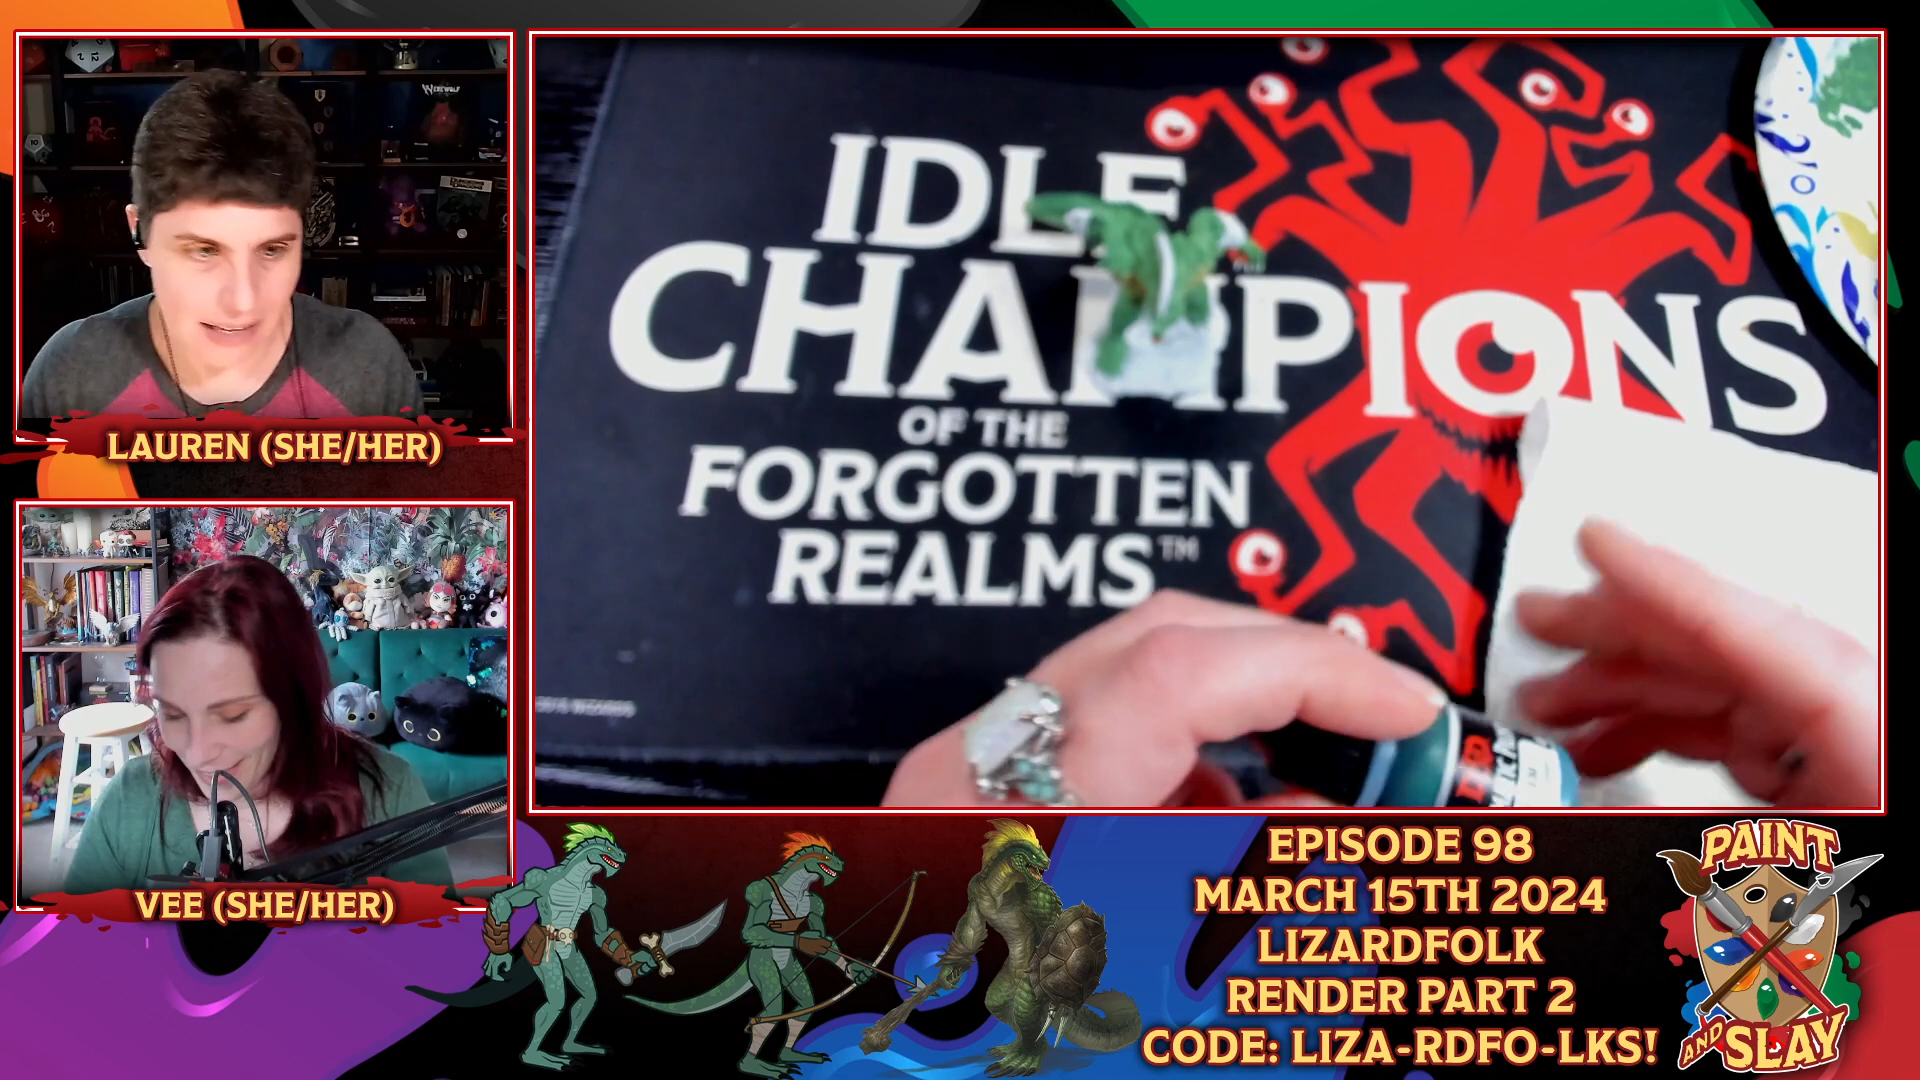 WEREWOLF
LAUREN (SHE/HER)
VEE (SHE/HER)
IDLE
CHAMPIONS
OF THE
FORGOTTEN
REALMS™
EPISODE 98
MARCH 15TH 2024
LIZARDFOLK
RENDER PART 2
CODE: LIZA-RDFO-LKS!
PAINT
AND SLAY